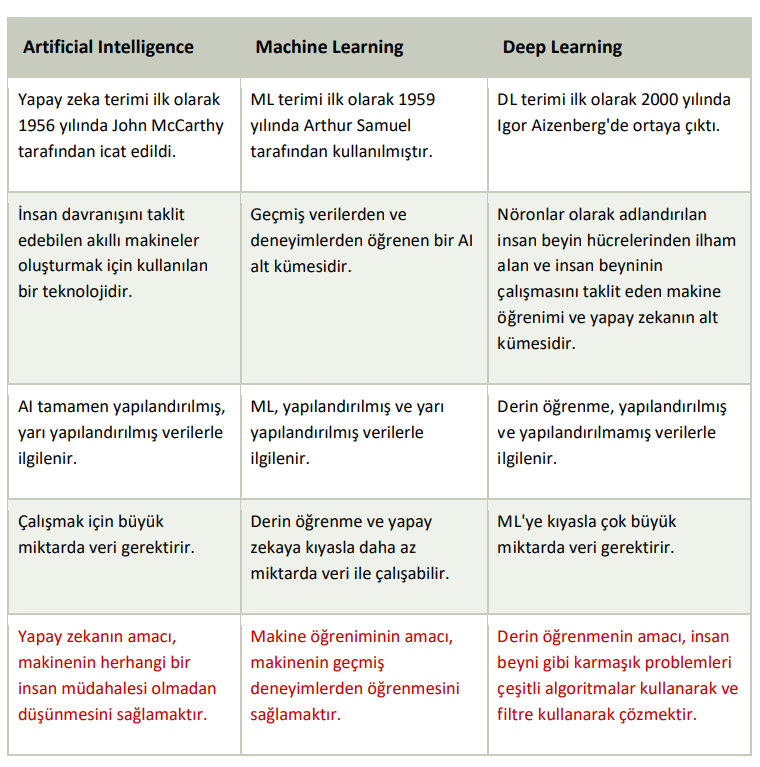 Artificial Intelligence
Machine Learning
Deep Learning
Yapay zeka terimi ilk olarak
1956 yılında John McCarthy
tarafından icat edildi.
ML terimi ilk olarak 1959
yılında Arthur Samuel
tarafından kullanılmıştır.
DL terimi ilk olarak 2000 yılında
Igor Aizenberg'de ortaya çıktı.
İnsan davranışını taklit
edebilen akıllı makineler
oluşturmak için kullanılan
bir teknolojidir.
Geçmiş verilerden ve
deneyimlerden öğrenen bir AI
alt kümesidir.
Nöronlar olarak adlandırılan
insan beyin hücrelerinden ilham
alan ve insan beyninin
çalışmasını taklit eden makine
öğrenimi ve yapay zekanın alt
kümesidir.
AI tamamen yapılandırılmış,
yarı yapılandırılmış verilerle
ilgilenir.
ML, yapılandırılmış ve yarı
yapılandırılmış verilerle
ilgilenir.
Derin öğrenme, yapılandırılmış
ve yapılandırılmamış verilerle
ilgilenir.
Çalışmak için büyük
miktarda veri gerektirir.
Derin öğrenme ve yapay
zekaya kıyasla daha az
miktarda veri ile çalışabilir.
ML'ye kıyasla çok büyük
miktarda veri gerektirir.
Yapay zekanın amacı,
makinenin herhangi bir
insan müdahalesi olmadan
düşünmesini sağlamaktır.
Makine öğreniminin amacı,
makinenin geçmiş
deneyimlerden öğrenmesini
sağlamaktır.
Derin öğrenmenin amacı, insan
beyni gibi karmaşık problemleri
çeşitli algoritmalar kullanarak ve
filtre kullanarak çözmektir.